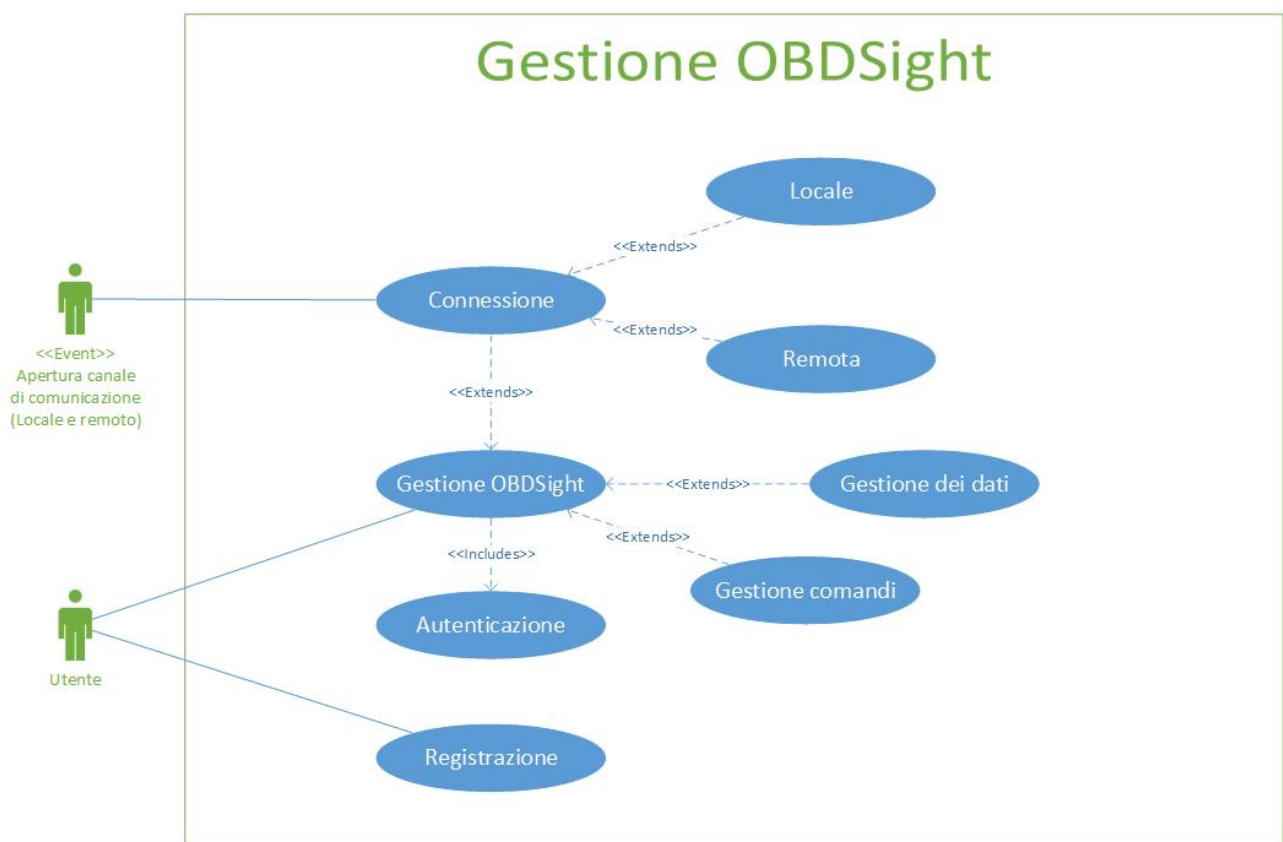 Gestione OBDSight
Locale
<<Extends>>
Connessione
<<Extends>>
Remota
<<Event>>
Apertura canale
di comunicazione
(Locale e remoto)
<<Extends>>
Gestione OBDSight
<<Extends>>
Gestione dei dati
<<Extends>>
<<Includes>>
Gestione comandi
Autenticazione
Utente
Registrazione